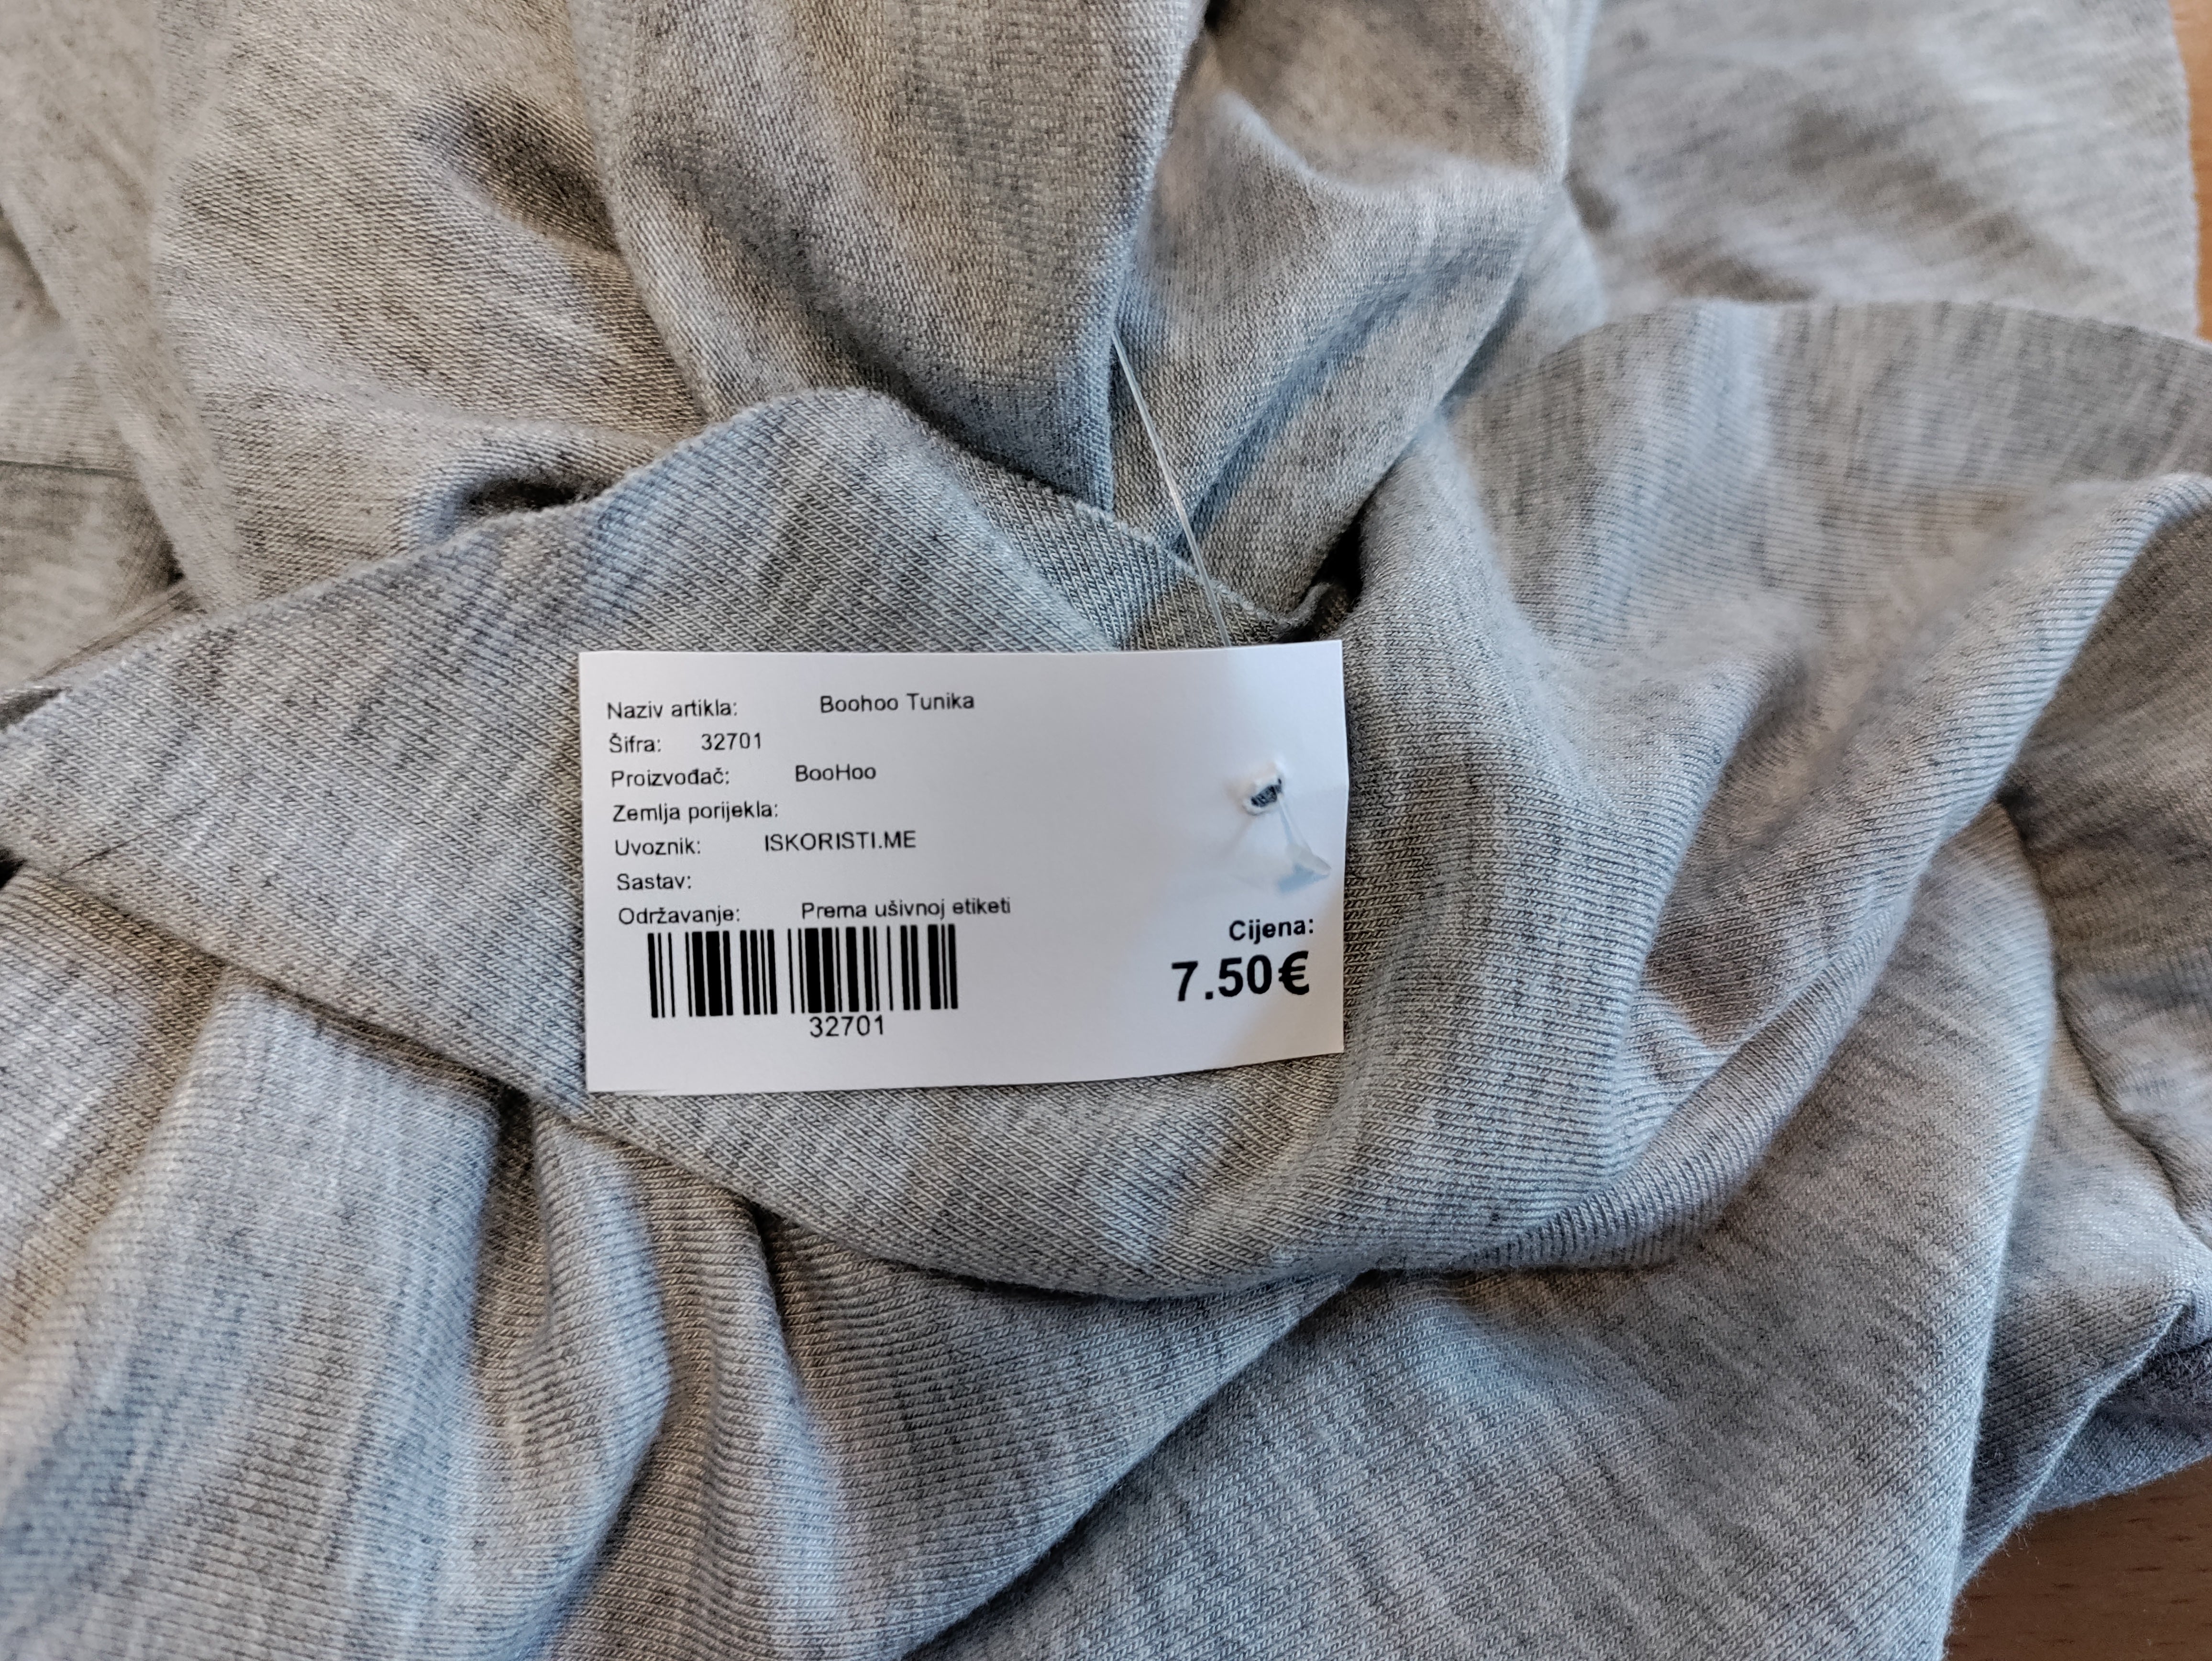 Naziv artikla: Boohoo Tunika
Šifra: 32701
Proizvođač: BooHoo
Zemlja porijekla:
Uvoznik: ISKORISTI.ME
Sastav:
Održavanje: Prema ušivnoj etiketi
32701
Cijena:
7.50€